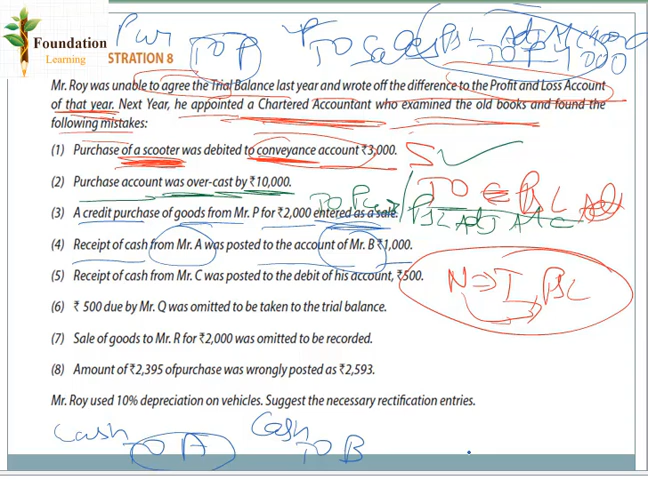 Foundation
Learning
STRATION 8
Pur
TO P
TO Sales
Mr. Roy was unable to agree the Trial Balance last year and wrote off the difference to the Profit and Loss Account
of that year. Next Year, he appointed a Chartered Accountant who examined the old books and found the
following mistakes:
(1) Purchase of a scooter was debited to conveyance account ₹3,000.
(2) Purchase account was over-cast by ₹10,000.
(3) A credit purchase of goods from Mr. P for ₹2,000 entered as a sale.
(4) Receipt of cash from Mr. A was posted to the account of Mr. B ₹1,000.
(5) Receipt of cash from Mr. C was posted to the debit of his account, ₹500.
(6) ₹ 500 due by Mr. Q was omitted to be taken to the trial balance.
(7) Sale of goods to Mr. R for ₹2,000 was omitted to be recorded.
(8) Amount of ₹2,395 ofpurchase was wrongly posted as ₹2,593.
Mr. Roy used 10% depreciation on vehicles. Suggest the necessary rectification entries.
Cash
TO A
Cash
TO B